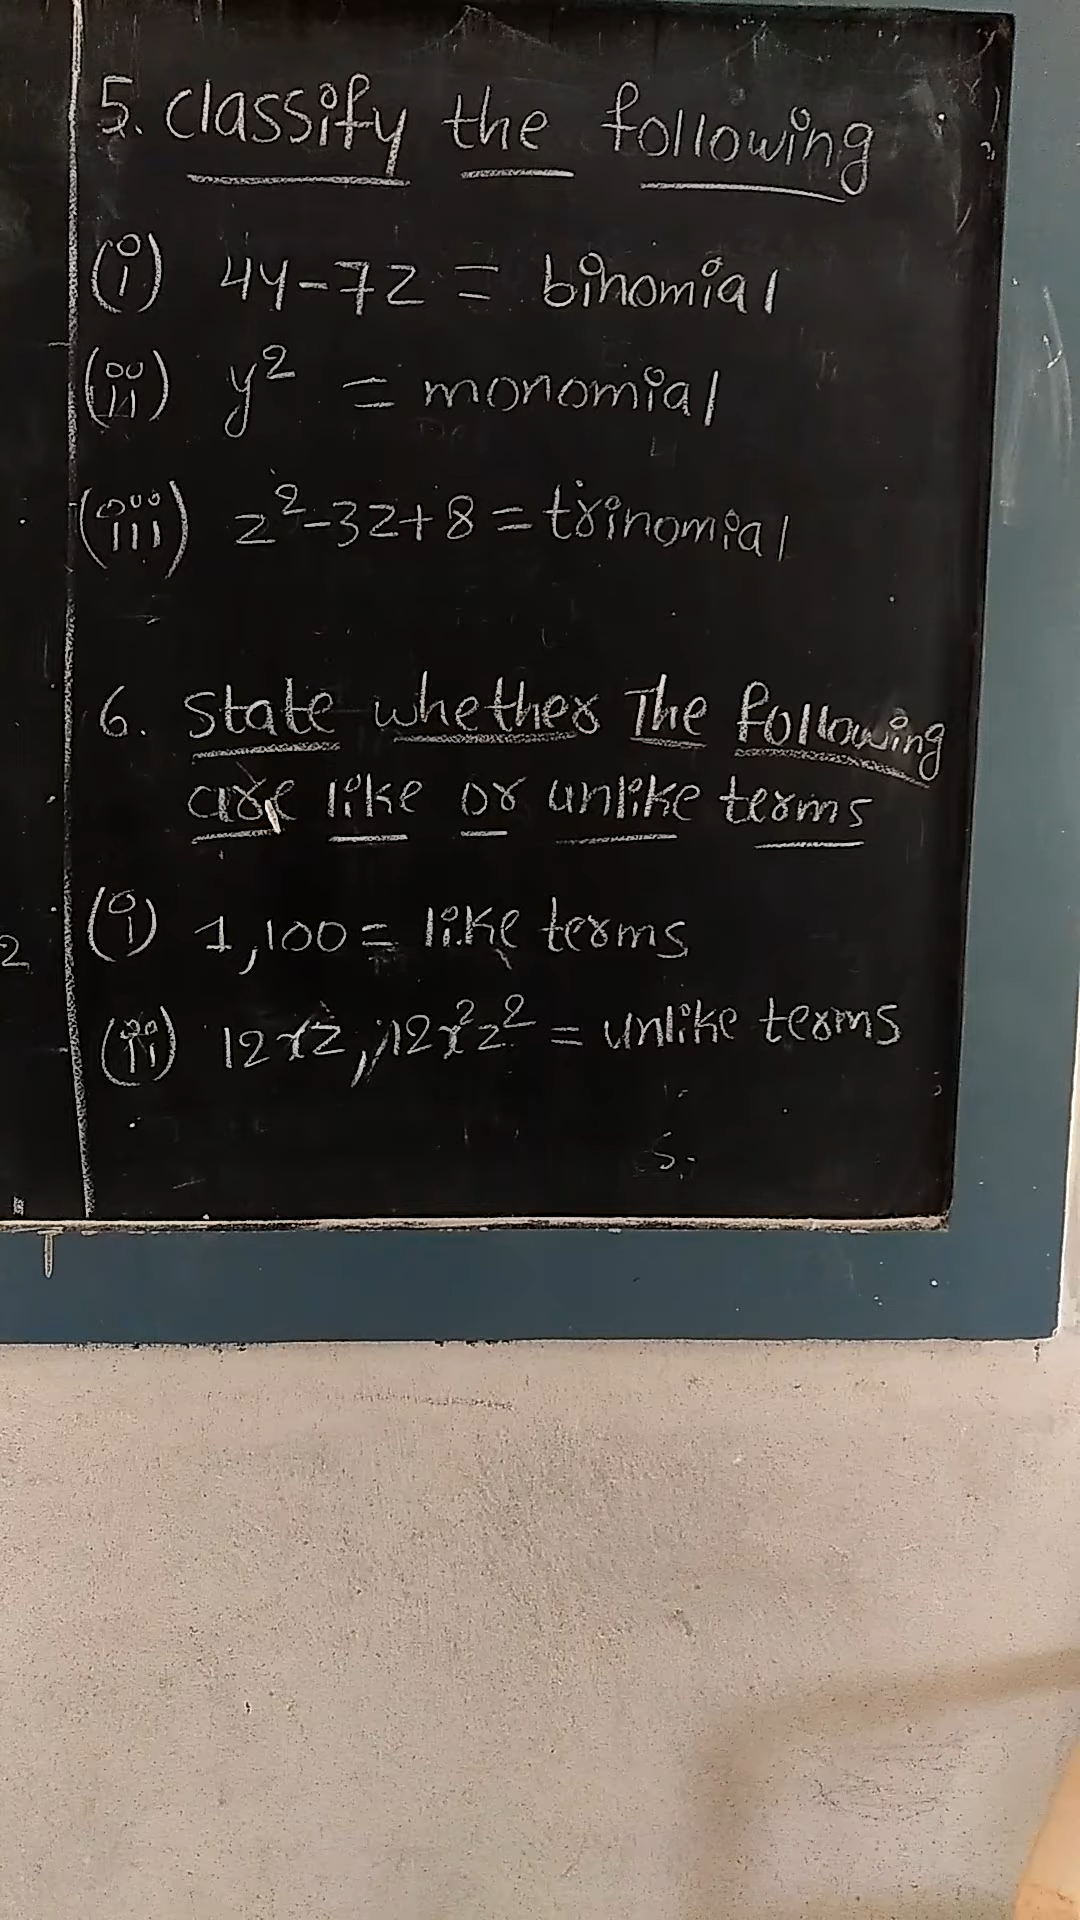 5. classify the following
(i) 4y-7z = binomial
(ii) y² = monomial
(iii) z²-3z+8 = trinomial
6. state whether The following
are like or unlike terms
(i) 1,100 = like terms
2
(ii) 12xz, 12x²z² = unlike terms
s.